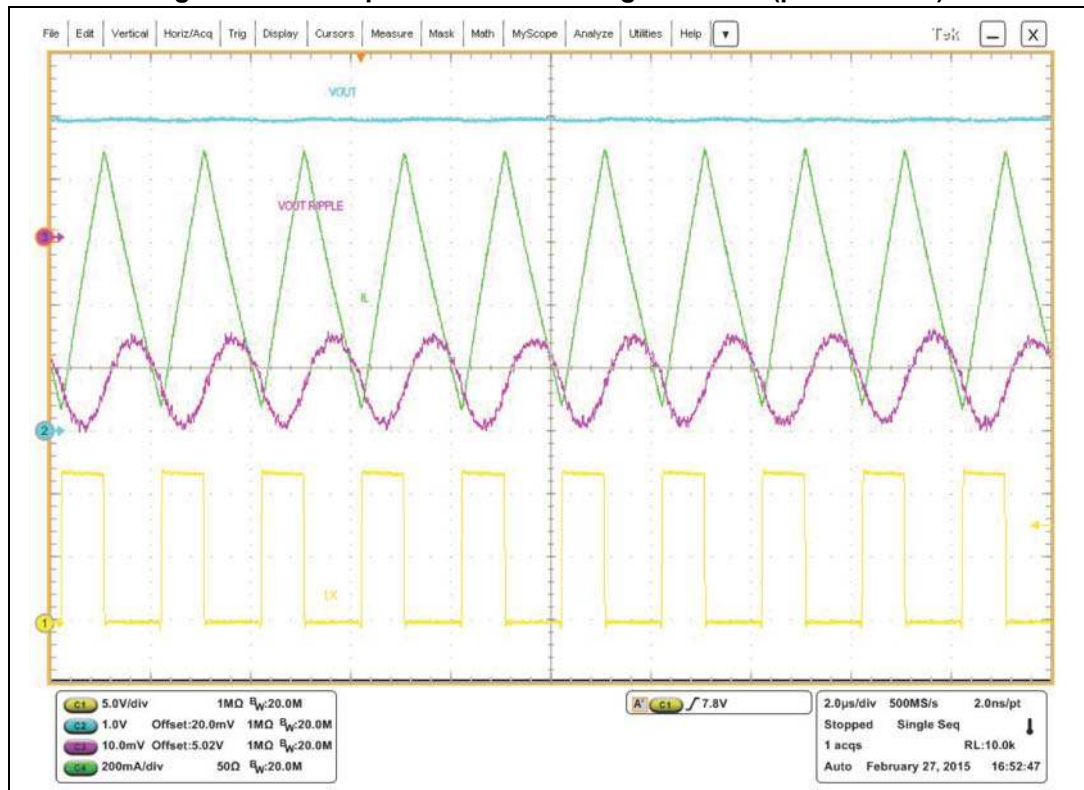 File Edit Vertical Horiz/Acq Trig Display Cursors Measure Mask Math MyScope Analyze Utilities Help Tek X
VOUT
VOUT RIPPLE
3
IL
2
LX
1
C1 5.0V/div 1MΩ BW:20.0M
C2 1.0V Offset:20.0mV 1MΩ BW:20.0M
C3 10.0mV Offset:5.02V 1MΩ BW:20.0M
C4 200mA/div 50Ω BW:20.0M
A' C1 7.8V
2.0µs/div 500MS/s 2.0ns/pt
Stopped Single Seq
1 acqs RL:10.0k
Auto February 27, 2015 16:52:47